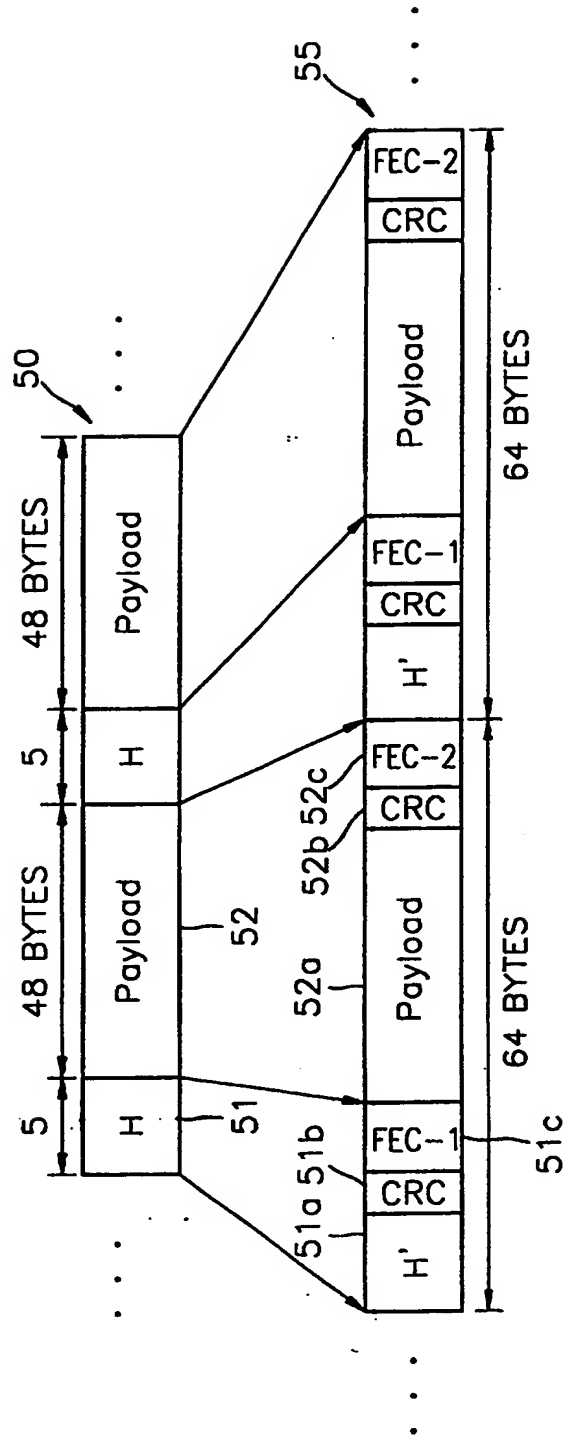 50
5 48 BYTES 5 48 BYTES
H Payload H Payload
51 52
55
51a 51b 52a 52b 52c
H' CRC FEC-1 Payload CRC FEC-2 H' CRC FEC-1 Payload CRC FEC-2
51c
64 BYTES 64 BYTES